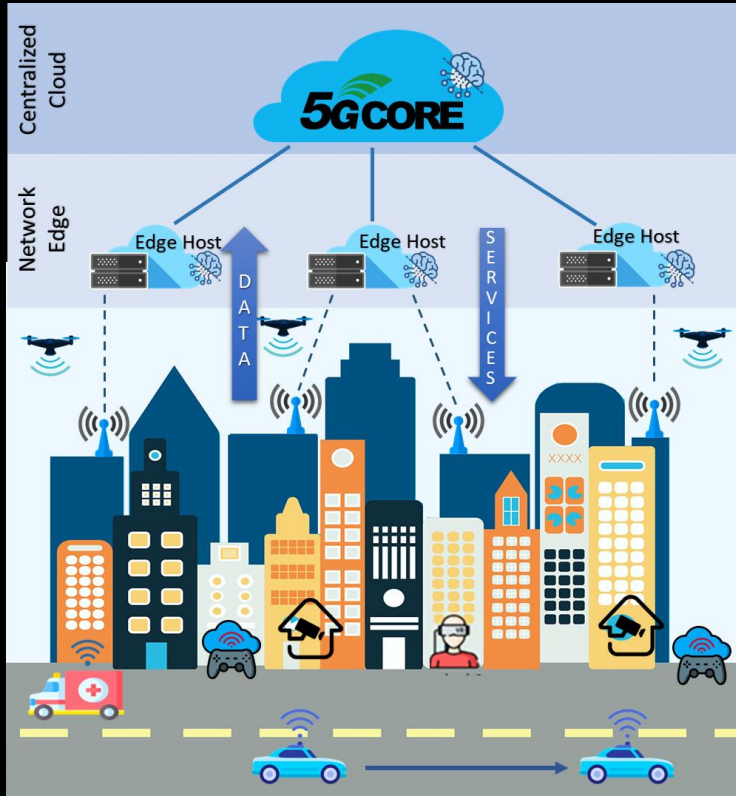 Centralized
Cloud
5G CORE
Network
Edge
Edge Host
Edge Host
Edge Host
DATA
SERVICES
XXXX